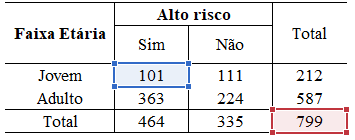 Faixa Etária Alto risco Total
Sim Não
Jovem 101 111 212
Adulto 363 224 587
Total 464 335 799